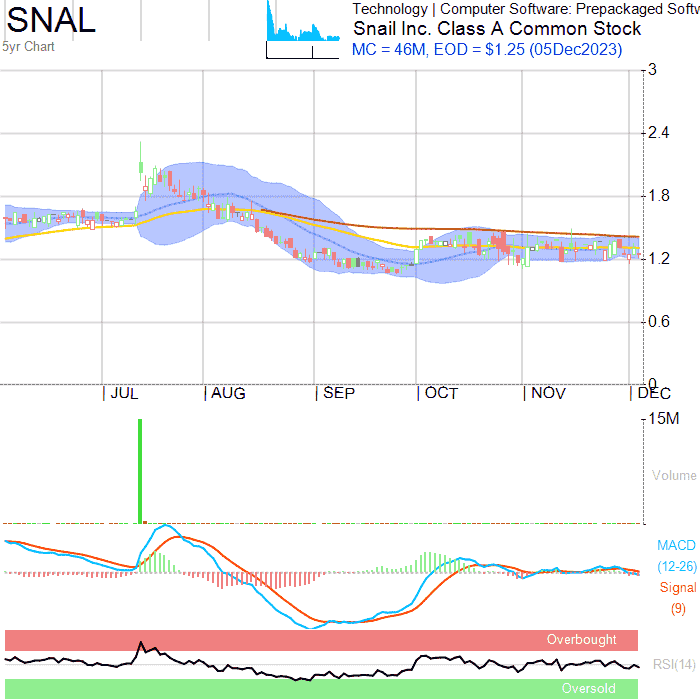 SNAL
5yr Chart
Technology | Computer Software: Prepackaged Softw
Snail Inc. Class A Common Stock
MC = 46M, EOD = $1.25 (05Dec2023)
3
2.4
1.8
1.2
0.6
0
JUL AUG SEP OCT NOV DEC
15M
Volume
MACD
(12-26)
Signal
(9)
Overbought
RSI(14)
Oversold